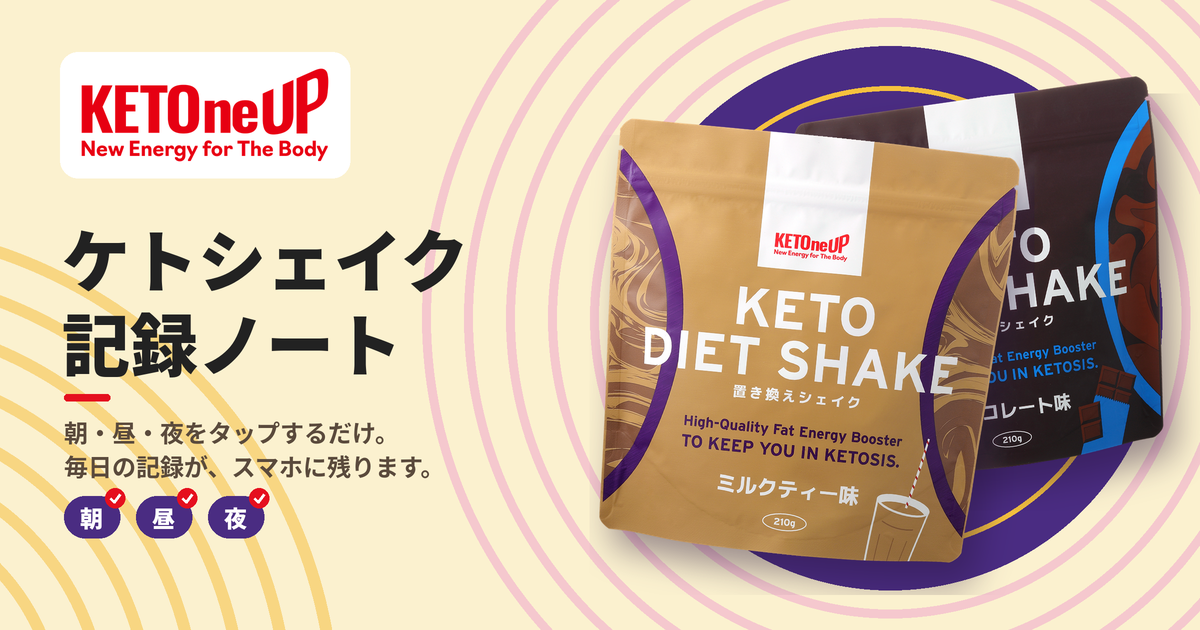 KETOneUP
New Energy for The Body
ケトシェイク
記録ノート
朝・昼・夜をタップするだけ。
毎日の記録が、スマホに残ります。
朝 昼 夜
KETOneUP
New Energy for The Body
KETO
DIET SHAKE
置き換えシェイク
High-Quality Fat Energy Booster
TO KEEP YOU IN KETOSIS.
ミルクティー味
210g
TO
SHAKE
シェイク
at Energy Booster
OU IN KETOSIS.
コレート味
210g